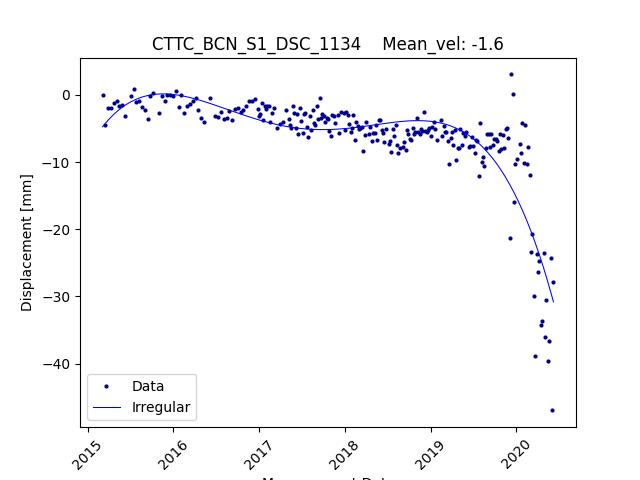 CTTC_BCN_S1_DSC_1134    Mean_vel: -1.6
Displacement [mm]
0
−10
−20
−30
−40
Data
Irregular
2015
2016
2017
2018
2019
2020